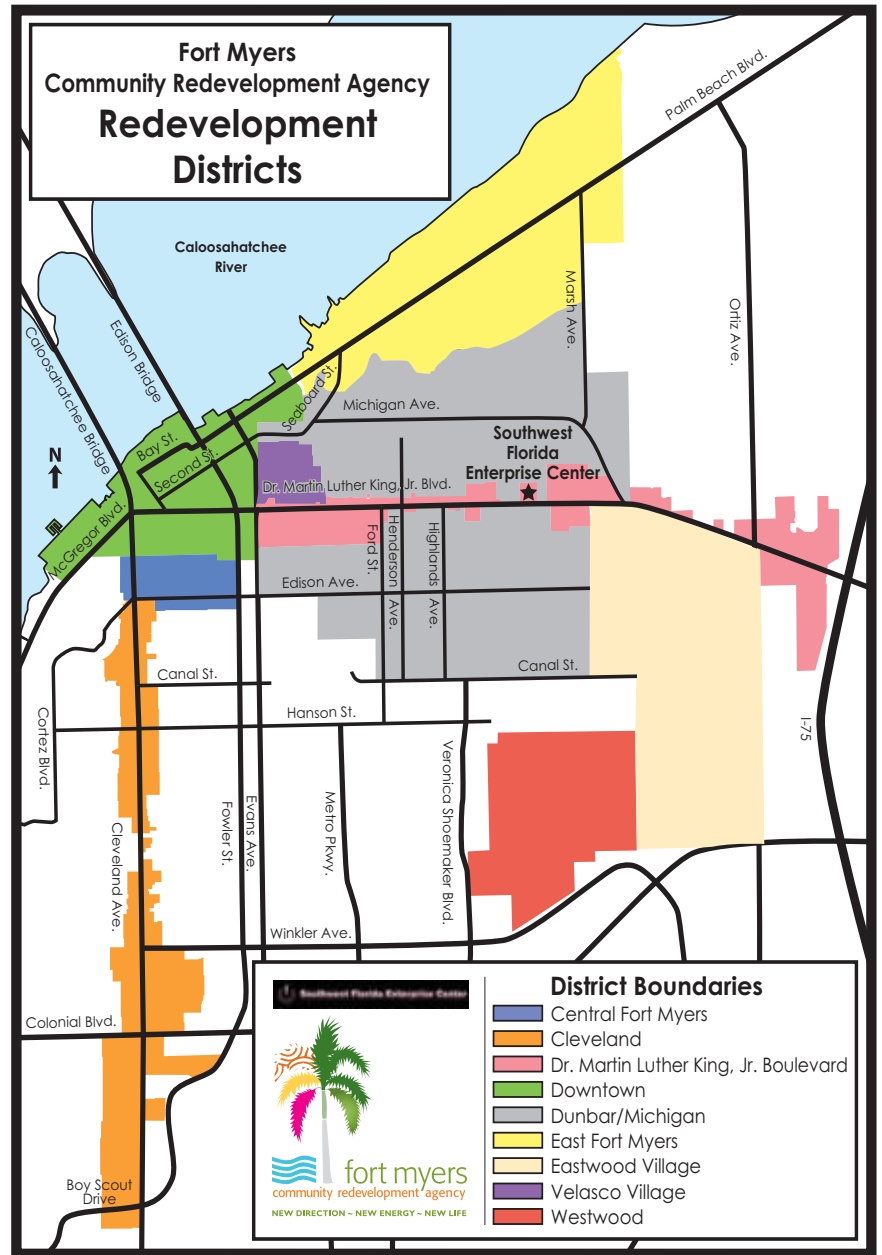 Fort Myers
Community Redevelopment Agency
Redevelopment
Districts
Palm Beach Blvd.
Caloosahatchee
River
Marsh Ave.
Ortiz Ave.
Edison Bridge
Caloosahatchee Bridge
Seaboard St.
Michigan Ave.
Bay St.
Second St.
Southwest
Florida
Enterprise Center
N
Dr. Martin Luther King, Jr. Blvd.
McGregor Blvd.
Ford St.
Henderson Ave.
Highlands Ave.
Edison Ave.
Canal St.
Canal St.
Hanson St.
Cortez Blvd.
I-75
Cleveland Ave.
Fowler St.
Evans Ave.
Metro Pkwy.
Veronica Shoemaker Blvd.
Winkler Ave.
Colonial Blvd.
Boy Scout
Drive
Southwest Florida Enterprise Center
fort myers
community redevelopment agency
NEW DIRECTION ~ NEW ENERGY ~ NEW LIFE
District Boundaries
Central Fort Myers
Cleveland
Dr. Martin Luther King, Jr. Boulevard
Downtown
Dunbar/Michigan
East Fort Myers
Eastwood Village
Velasco Village
Westwood